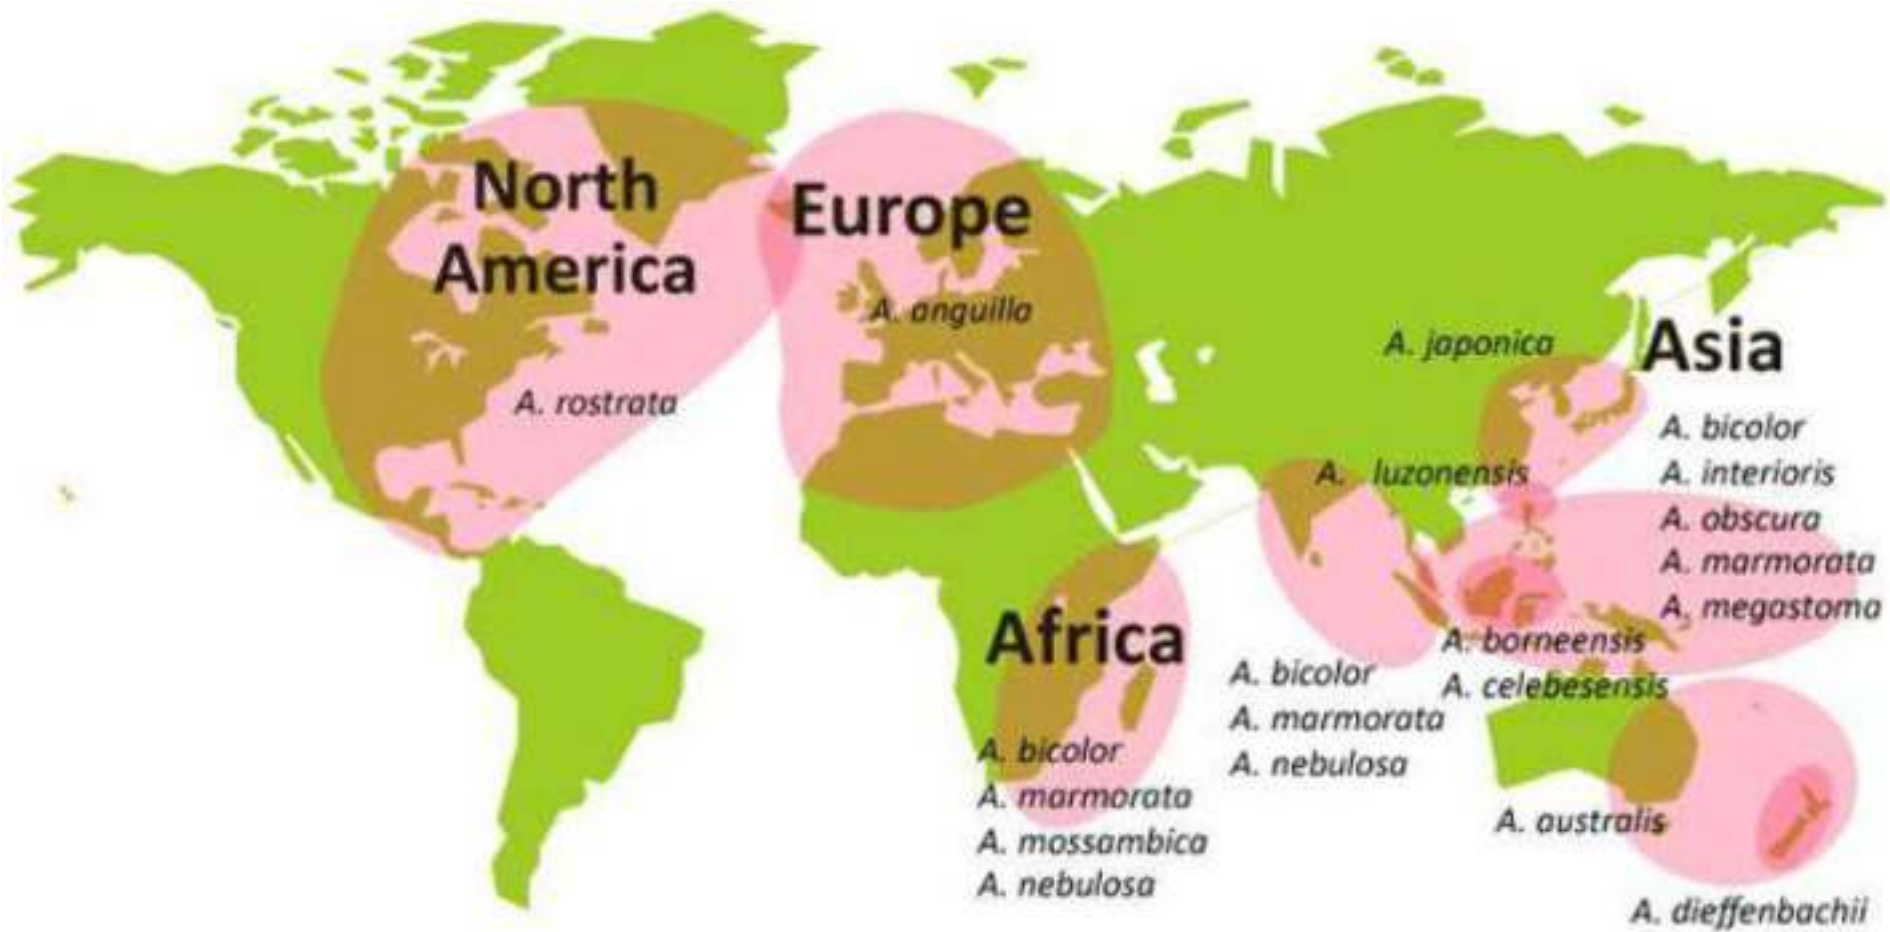 North
America
A. rostrata
Europe
A. anguilla
Africa
A. bicolor
A. marmorata
A. mossambica
A. nebulosa
A. bicolor
A. marmorata
A. nebulosa
A. japonica
Asia
A. luzonensis
A. bicolor
A. interioris
A. obscura
A. marmorata
A, megastoma
A. borneensis
A. celebesensis
A. australis
A. dieffenbachii